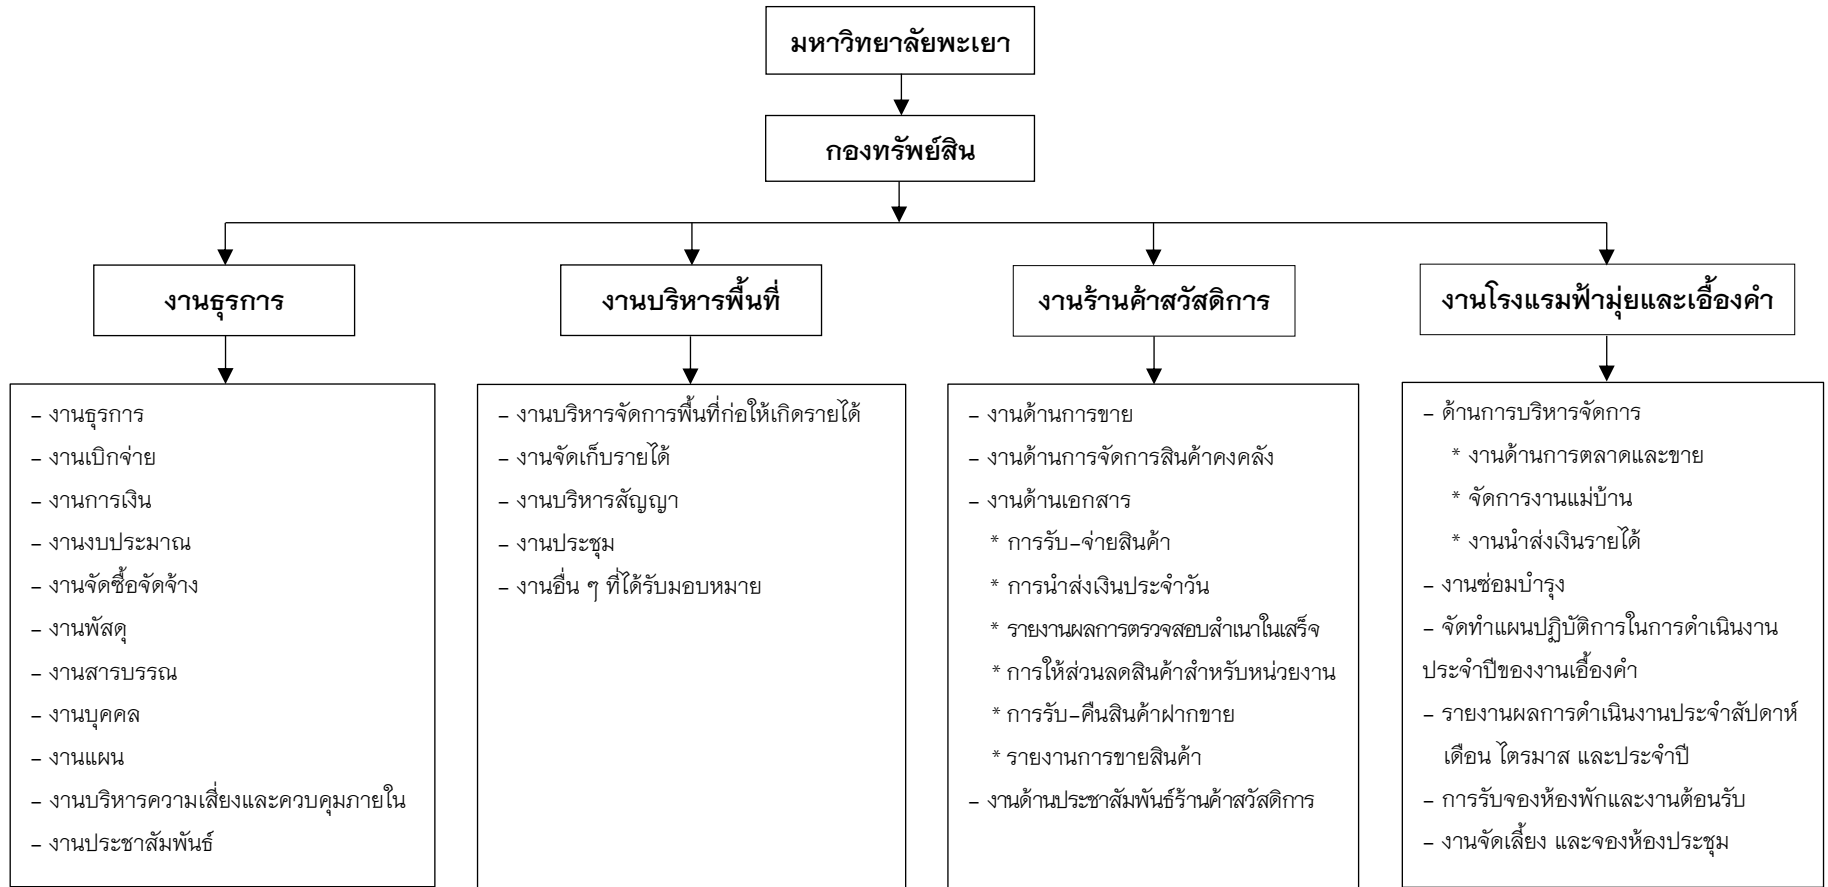 มหาวิทยาลัยพะเยา
กองทรัพย์สิน
งานธุรการ
งานบริหารพื้นที่
งานร้านค้าสวัสดิการ
งานโรงแรมฟ้ามุ่ยและเอื้องคำ
- งานธุรการ
- งานเบิกจ่าย
- งานการเงิน
- งานงบประมาณ
- งานจัดซื้อจัดจ้าง
- งานพัสดุ
- งานสารบรรณ
- งานบุคคล
- งานแผน
- งานบริหารความเสี่ยงและควบคุมภายใน
- งานประชาสัมพันธ์
- งานบริหารจัดการพื้นที่ก่อให้เกิดรายได้
- งานจัดเก็บรายได้
- งานบริหารสัญญา
- งานประชุม
- งานอื่น ๆ ที่ได้รับมอบหมาย
- งานด้านการขาย
- งานด้านการจัดการสินค้าคงคลัง
- งานด้านเอกสาร
* การรับ-จ่ายสินค้า
* การนำส่งเงินประจำวัน
* รายงานผลการตรวจสอบสำเนาใบเสร็จ
* การให้ส่วนลดสินค้าสำหรับหน่วยงาน
* การรับ-คืนสินค้าฝากขาย
* รายงานการขายสินค้า
- งานด้านประชาสัมพันธ์ร้านค้าสวัสดิการ
- ด้านการบริหารจัดการ
* งานด้านการตลาดและขาย
* จัดการงานแม่บ้าน
* งานนำส่งเงินรายได้
- งานซ่อมบำรุง
- จัดทำแผนปฏิบัติการในการดำเนินงาน
ประจำปีของงานเอื้องคำ
- รายงานผลการดำเนินงานประจำสัปดาห์
เดือน ไตรมาส และประจำปี
- การรับจองห้องพักและงานต้อนรับ
- งานจัดเลี้ยง และจองห้องประชุม